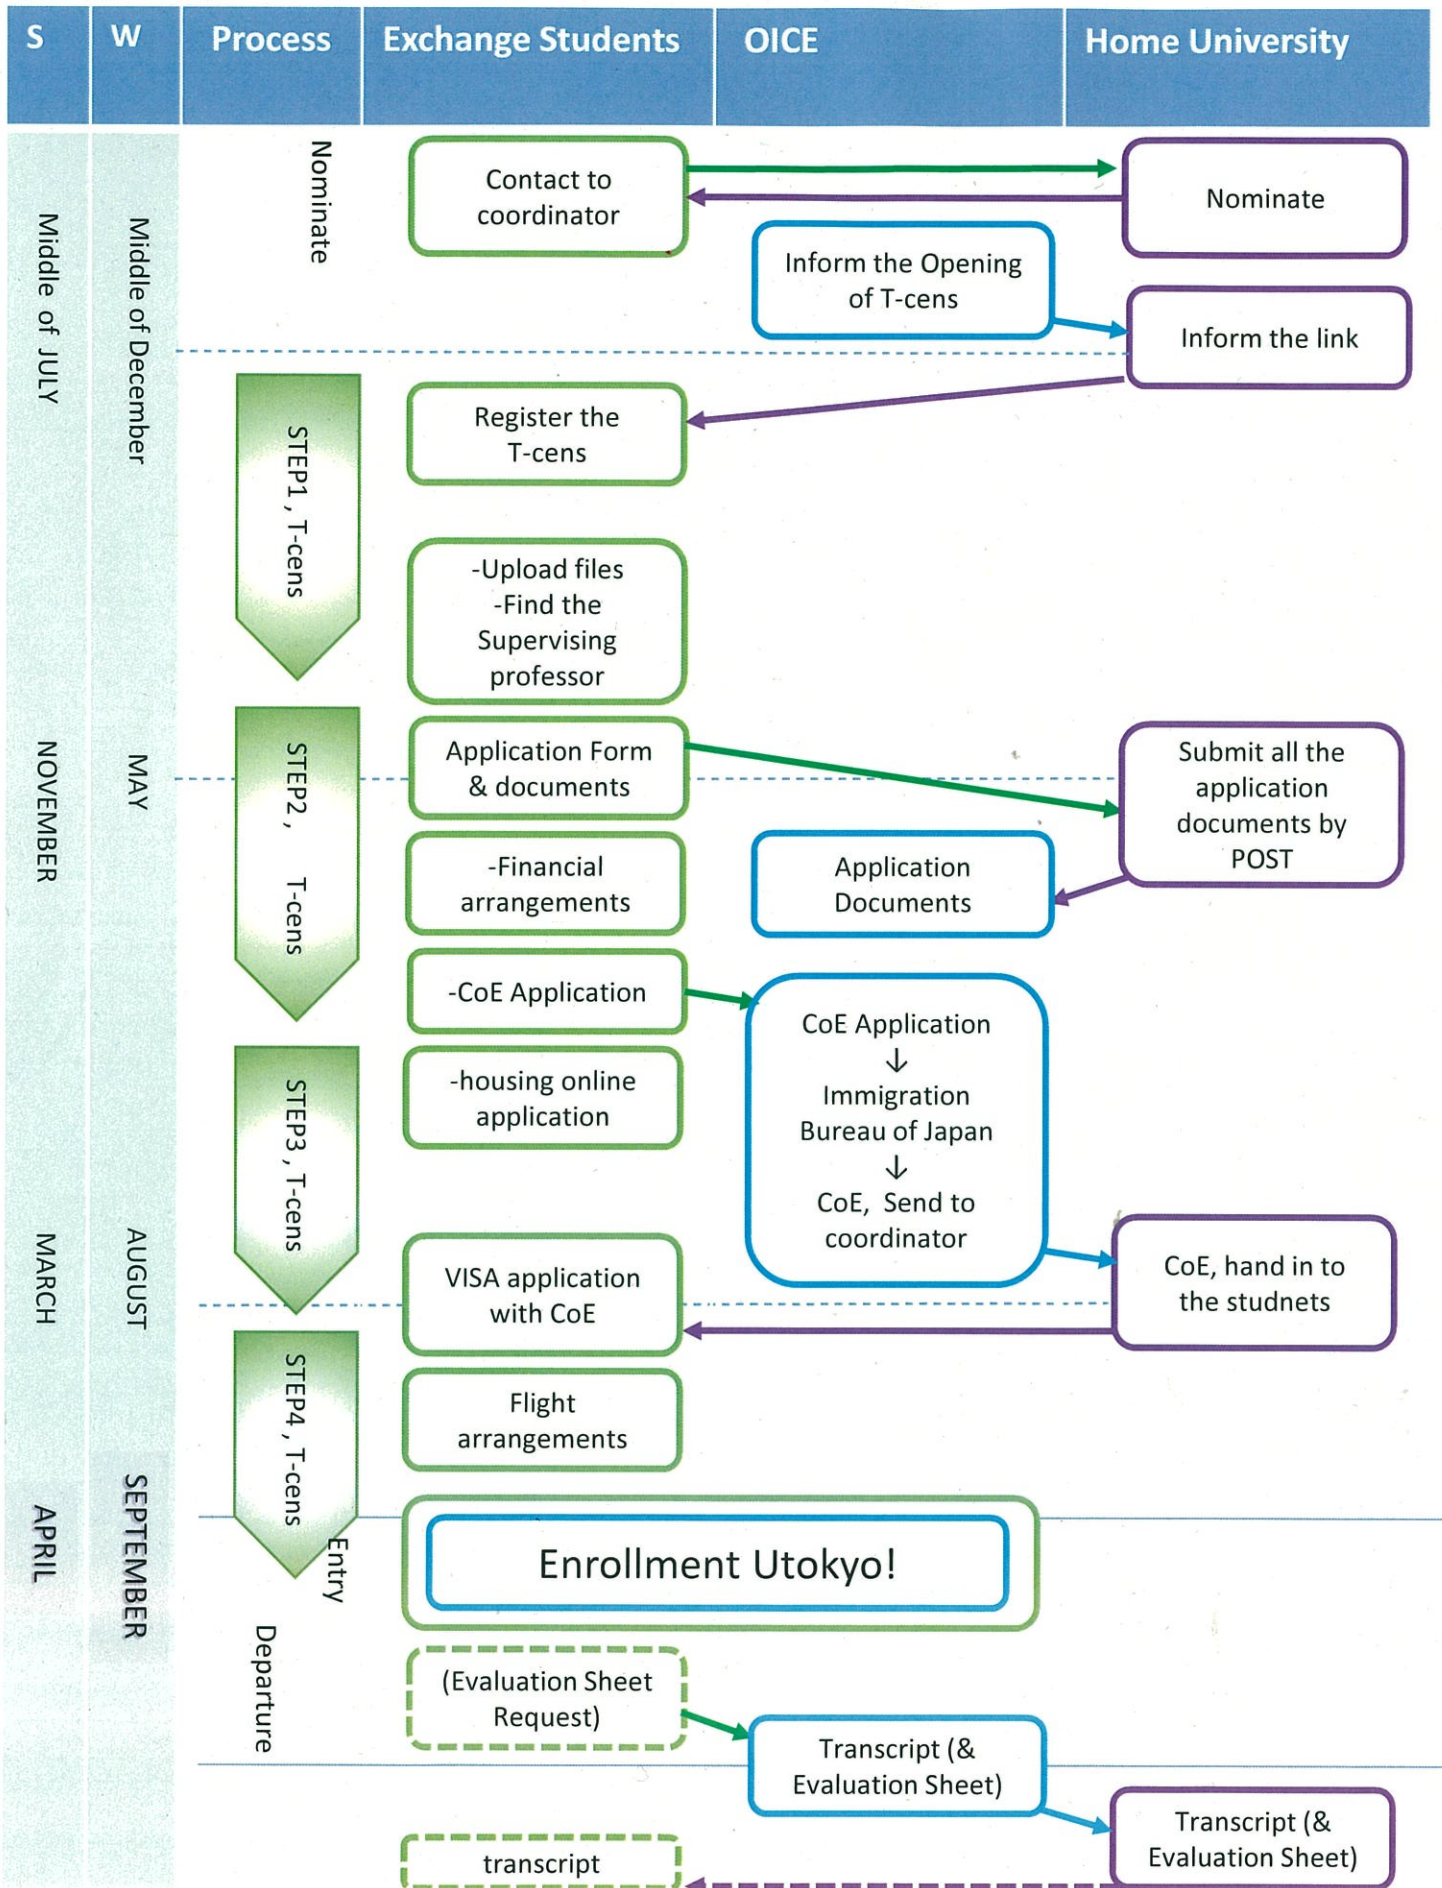 S
W
Process
Exchange Students
OICE
Home University
Nominate
Contact to
coordinator
Nominate
Middle of JULY
Middle of December
Inform the Opening
of T-cens
Inform the link
STEP1 , T-cens
Register the
T-cens
-Upload files
-Find the
Supervising
professor
NOVEMBER
MAY
STEP2 , T-cens
Application Form
& documents
Submit all the
application
documents by
POST
-Financial
arrangements
Application
Documents
-CoE Application
CoE Application
↓
Immigration
Bureau of Japan
↓
CoE, Send to
coordinator
STEP3 , T-cens
-housing online
application
MARCH
AUGUST
VISA application
with CoE
CoE, hand in to
the studnets
STEP4 , T-cens
Flight
arrangements
APRIL
SEPTEMBER
Entry
Enrollment Utokyo!
Departure
(Evaluation Sheet
Request)
Transcript (&
Evaluation Sheet)
Transcript (&
Evaluation Sheet)
transcript